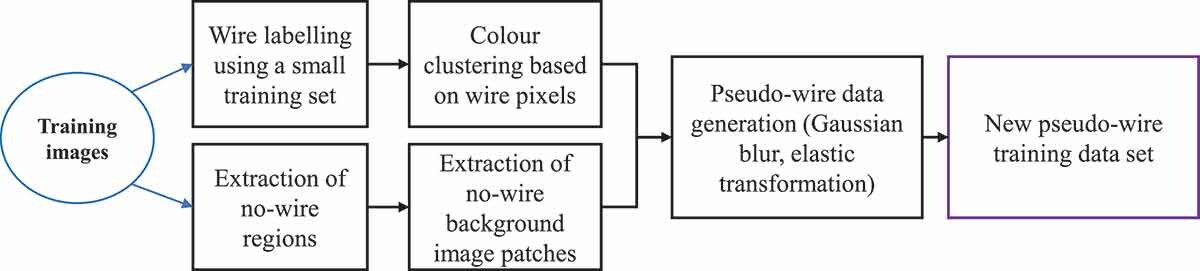 Training
images
Wire labelling
using a small
training set
Colour
clustering based
on wire pixels
Extraction of
no-wire
regions
Extraction of
no-wire
background
image patches
Pseudo-wire data
generation (Gaussian
blur, elastic
transformation)
New pseudo-wire
training data set